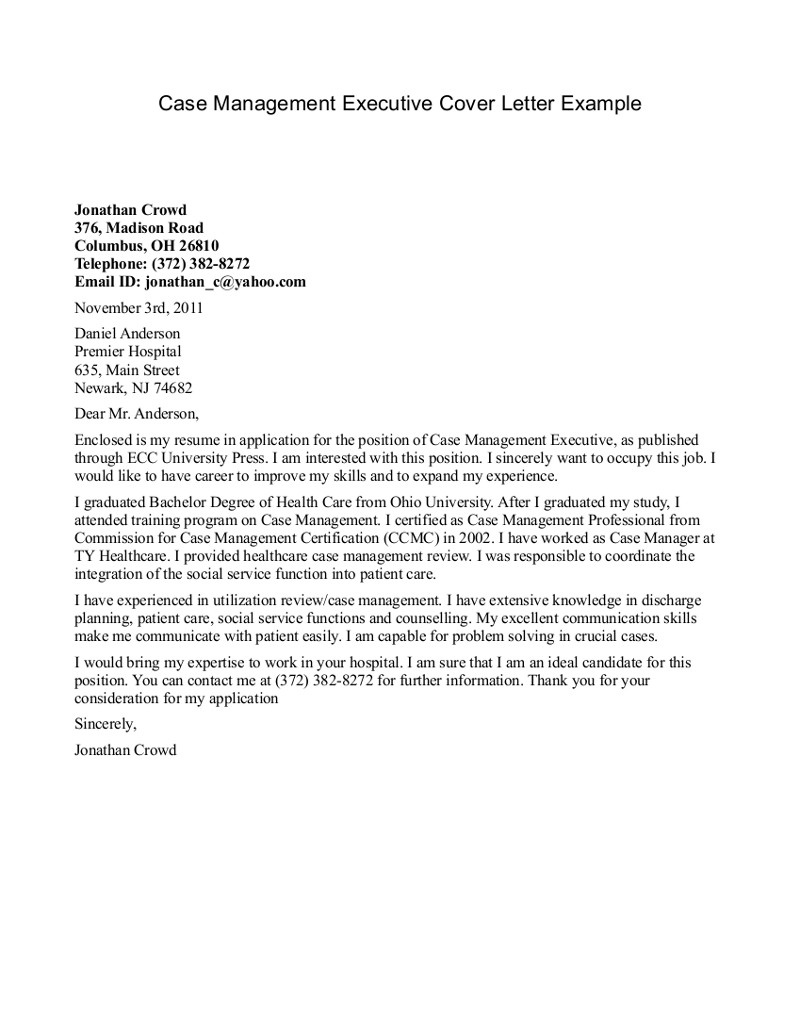 Case Management Executive Cover Letter Example
Jonathan Crowd
376, Madison Road
Columbus, OH 26810
Telephone: (372) 382-8272
Email ID: jonathan_c@yahoo.com
November 3rd, 2011
Daniel Anderson
Premier Hospital
635, Main Street
Newark, NJ 74682
Dear Mr. Anderson,
Enclosed is my resume in application for the position of Case Management Executive, as published
through ECC University Press. I am interested with this position. I sincerely want to occupy this job. I
would like to have career to improve my skills and to expand my experience.
I graduated Bachelor Degree of Health Care from Ohio University. After I graduated my study, I
attended training program on Case Management. I certified as Case Management Professional from
Commission for Case Management Certification (CCMC) in 2002. I have worked as Case Manager at
TY Healthcare. I provided healthcare case management review. I was responsible to coordinate the
integration of the social service function into patient care.
I have experienced in utilization review/case management. I have extensive knowledge in discharge
planning, patient care, social service functions and counselling. My excellent communication skills
make me communicate with patient easily. I am capable for problem solving in crucial cases.
I would bring my expertise to work in your hospital. I am sure that I am an ideal candidate for this
position. You can contact me at (372) 382-8272 for further information. Thank you for your
consideration for my application
Sincerely,
Jonathan Crowd